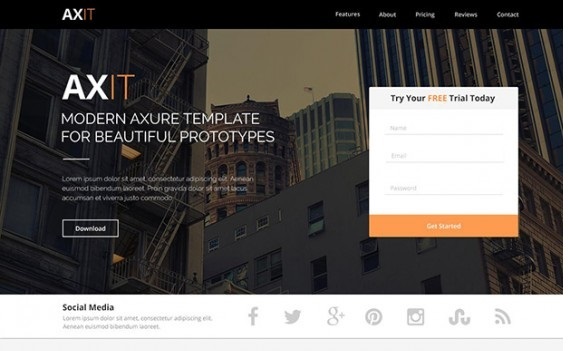 AXIT
Features
About
Pricing
Reviews
Contact
AXIT
MODERN AXURE TEMPLATE
FOR BEAUTIFUL PROTOTYPES
Lorem ipsum dolor sit amet, consectetur adipiscing elit. Aenean
euismod bibendum laoreet. Proin gravida dolor sit amet lacus
accumsan et viverra justo commodo.
Download
Try Your FREE Trial Today
Name
Email
Password
Get Started
Social Media
Lorem ipsum dolor sit amet, consectetur adipiscing elit.
Aenean euismod bibendum laoreet.